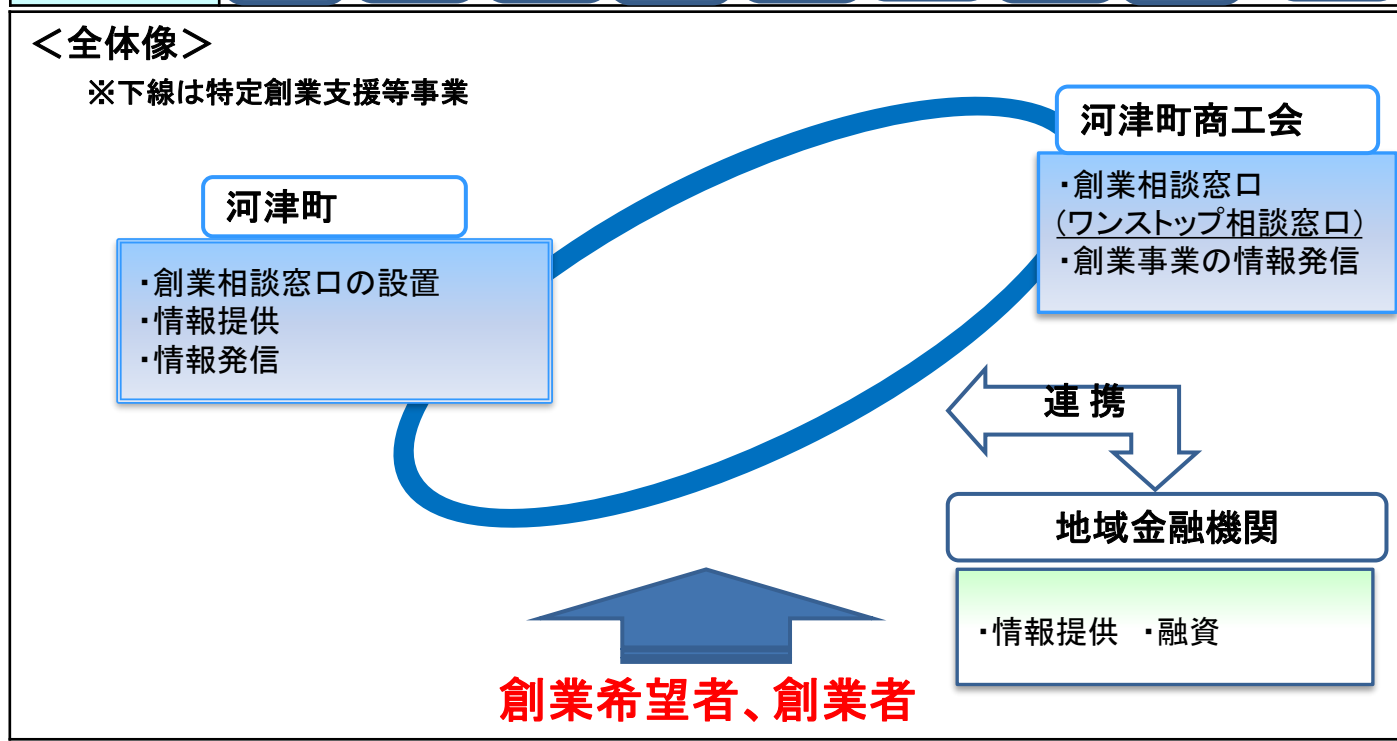 ＜全体像＞
※下線は特定創業支援等事業
河津町商工会
・創業相談窓口
(ワンストップ相談窓口)
・創業事業の情報発信
河津町
・創業相談窓口の設置
・情報提供
・情報発信
連 携
地域金融機関
・情報提供 ・融資
創業希望者、創業者